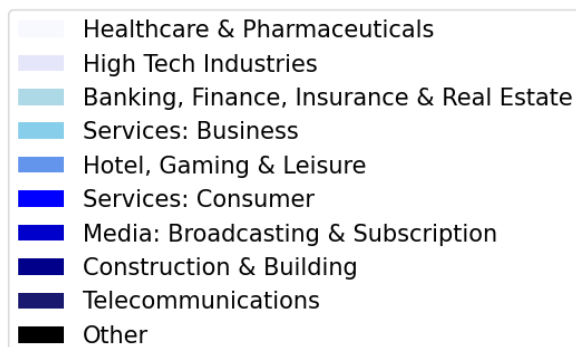 Healthcare & Pharmaceuticals
High Tech Industries
Banking, Finance, Insurance & Real Estate
Services: Business
Hotel, Gaming & Leisure
Services: Consumer
Media: Broadcasting & Subscription
Construction & Building
Telecommunications
Other